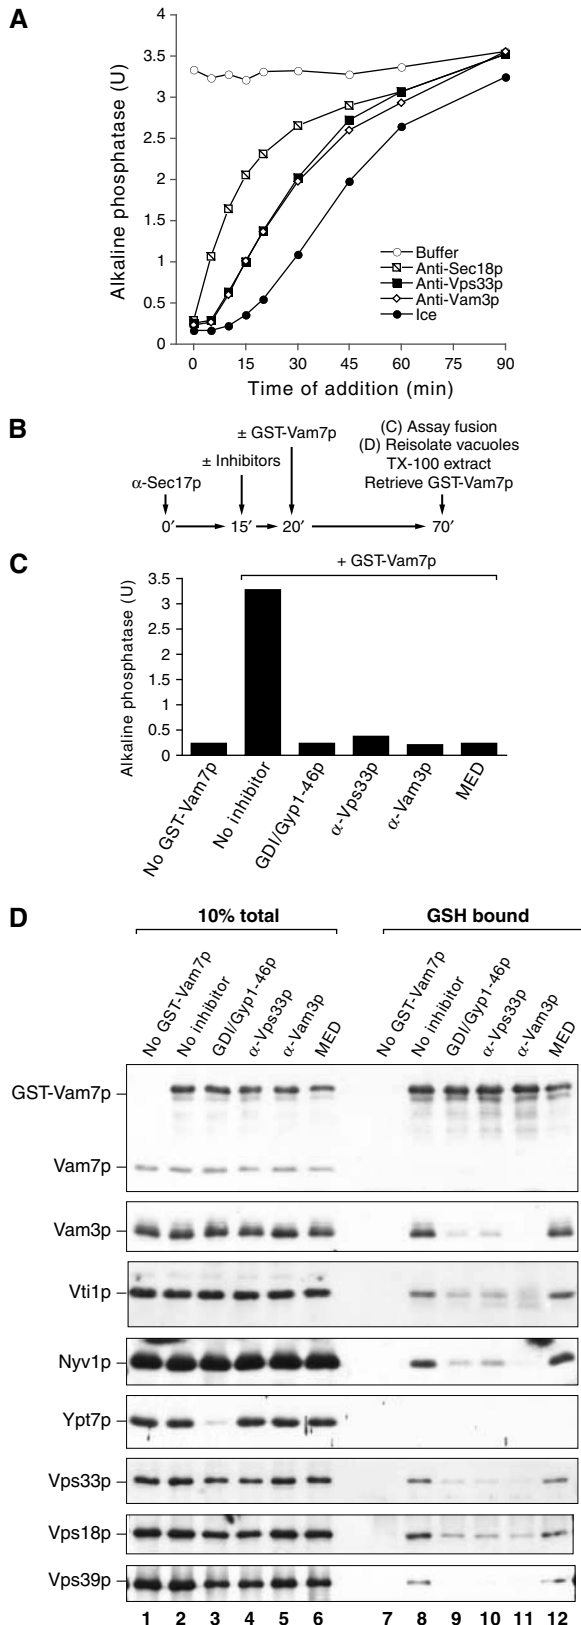 A
Alkaline phosphatase (U)
4
3.5
3
2.5
2
1.5
1
0.5
0
0 15 30 45 60 75 90
Time of addition (min)
Buffer
Anti-Sec18p
Anti-Vps33p
Anti-Vam3p
Ice
B
± GST-Vam7p
± Inhibitors
α-Sec17p
(C) Assay fusion
(D) Reisolate vacuoles
TX-100 extract
Retrieve GST-Vam7p
0′ 15′ 20′ 70′
C
+ GST-Vam7p
Alkaline phosphatase (U)
3.5
3
2.5
2
1.5
1
0.5
0
No GST-Vam7p
No inhibitor
GDI/Gyp1-46p
α-Vps33p
α-Vam3p
MED
D
10% total
GSH bound
No GST-Vam7p
No inhibitor
GDI/Gyp1-46p
α-Vps33p
α-Vam3p
MED
No GST-Vam7p
No inhibitor
GDI/Gyp1-46p
α-Vps33p
α-Vam3p
MED
GST-Vam7p
Vam7p
Vam3p
Vti1p
Nyv1p
Ypt7p
Vps33p
Vps18p
Vps39p
1 2 3 4 5 6 7 8 9 10 11 12